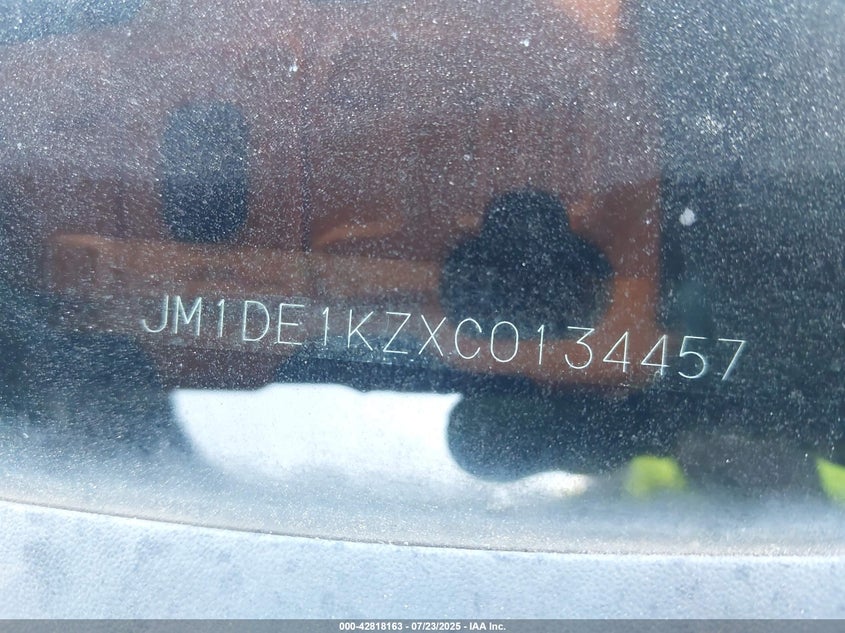 JM1DE1KZXC0134457
000-42818163 - 07/23/2025 - IAA Inc.